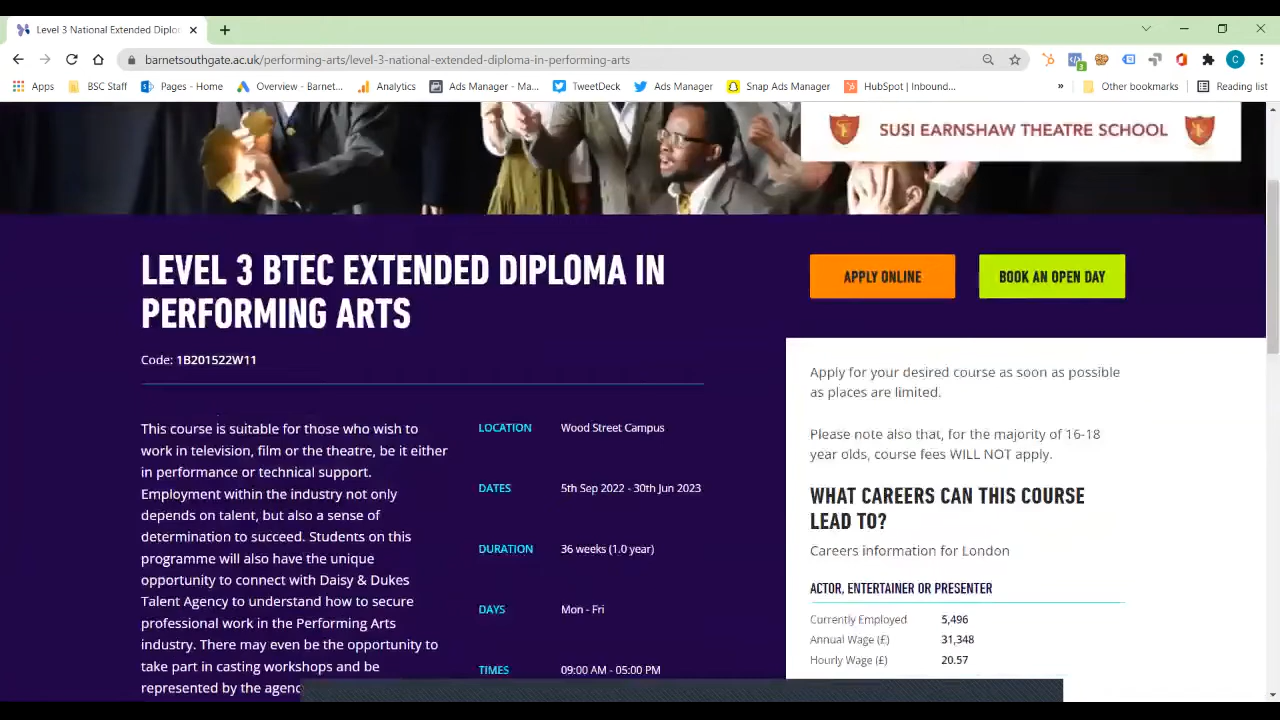 Level 3 National Extended Diplo
barnetsouthgate.ac.uk/performing-arts/level-3-national-extended-diploma-in-performing-arts
3
C
Apps
BSC Staff
Pages - Home
Overview - Barnet...
Analytics
Ads Manager - Ma...
TweetDeck
Ads Manager
Snap Ads Manager
HubSpot | Inbound...
»
Other bookmarks
Reading list
SUSI EARNSHAW THEATRE SCHOOL
LEVEL 3 BTEC EXTENDED DIPLOMA IN
PERFORMING ARTS
Code: 1B201522W11
This course is suitable for those who wish to
work in television, film or the theatre, be it either
in performance or technical support.
Employment within the industry not only
depends on talent, but also a sense of
determination to succeed. Students on this
programme will also have the unique
opportunity to connect with Daisy & Dukes
Talent Agency to understand how to secure
professional work in the Performing Arts
industry. There may even be the opportunity to
take part in casting workshops and be
represented by the agenc
LOCATION Wood Street Campus
DATES 5th Sep 2022 - 30th Jun 2023
DURATION 36 weeks (1.0 year)
DAYS Mon - Fri
TIMES 09:00 AM - 05:00 PM
APPLY ONLINE
BOOK AN OPEN DAY
Apply for your desired course as soon as possible
as places are limited.
Please note also that, for the majority of 16-18
year olds, course fees WILL NOT apply.
WHAT CAREERS CAN THIS COURSE
LEAD TO?
Careers information for London
ACTOR, ENTERTAINER OR PRESENTER
Currently Employed 5,496
Annual Wage (£) 31,348
Hourly Wage (£) 20.57